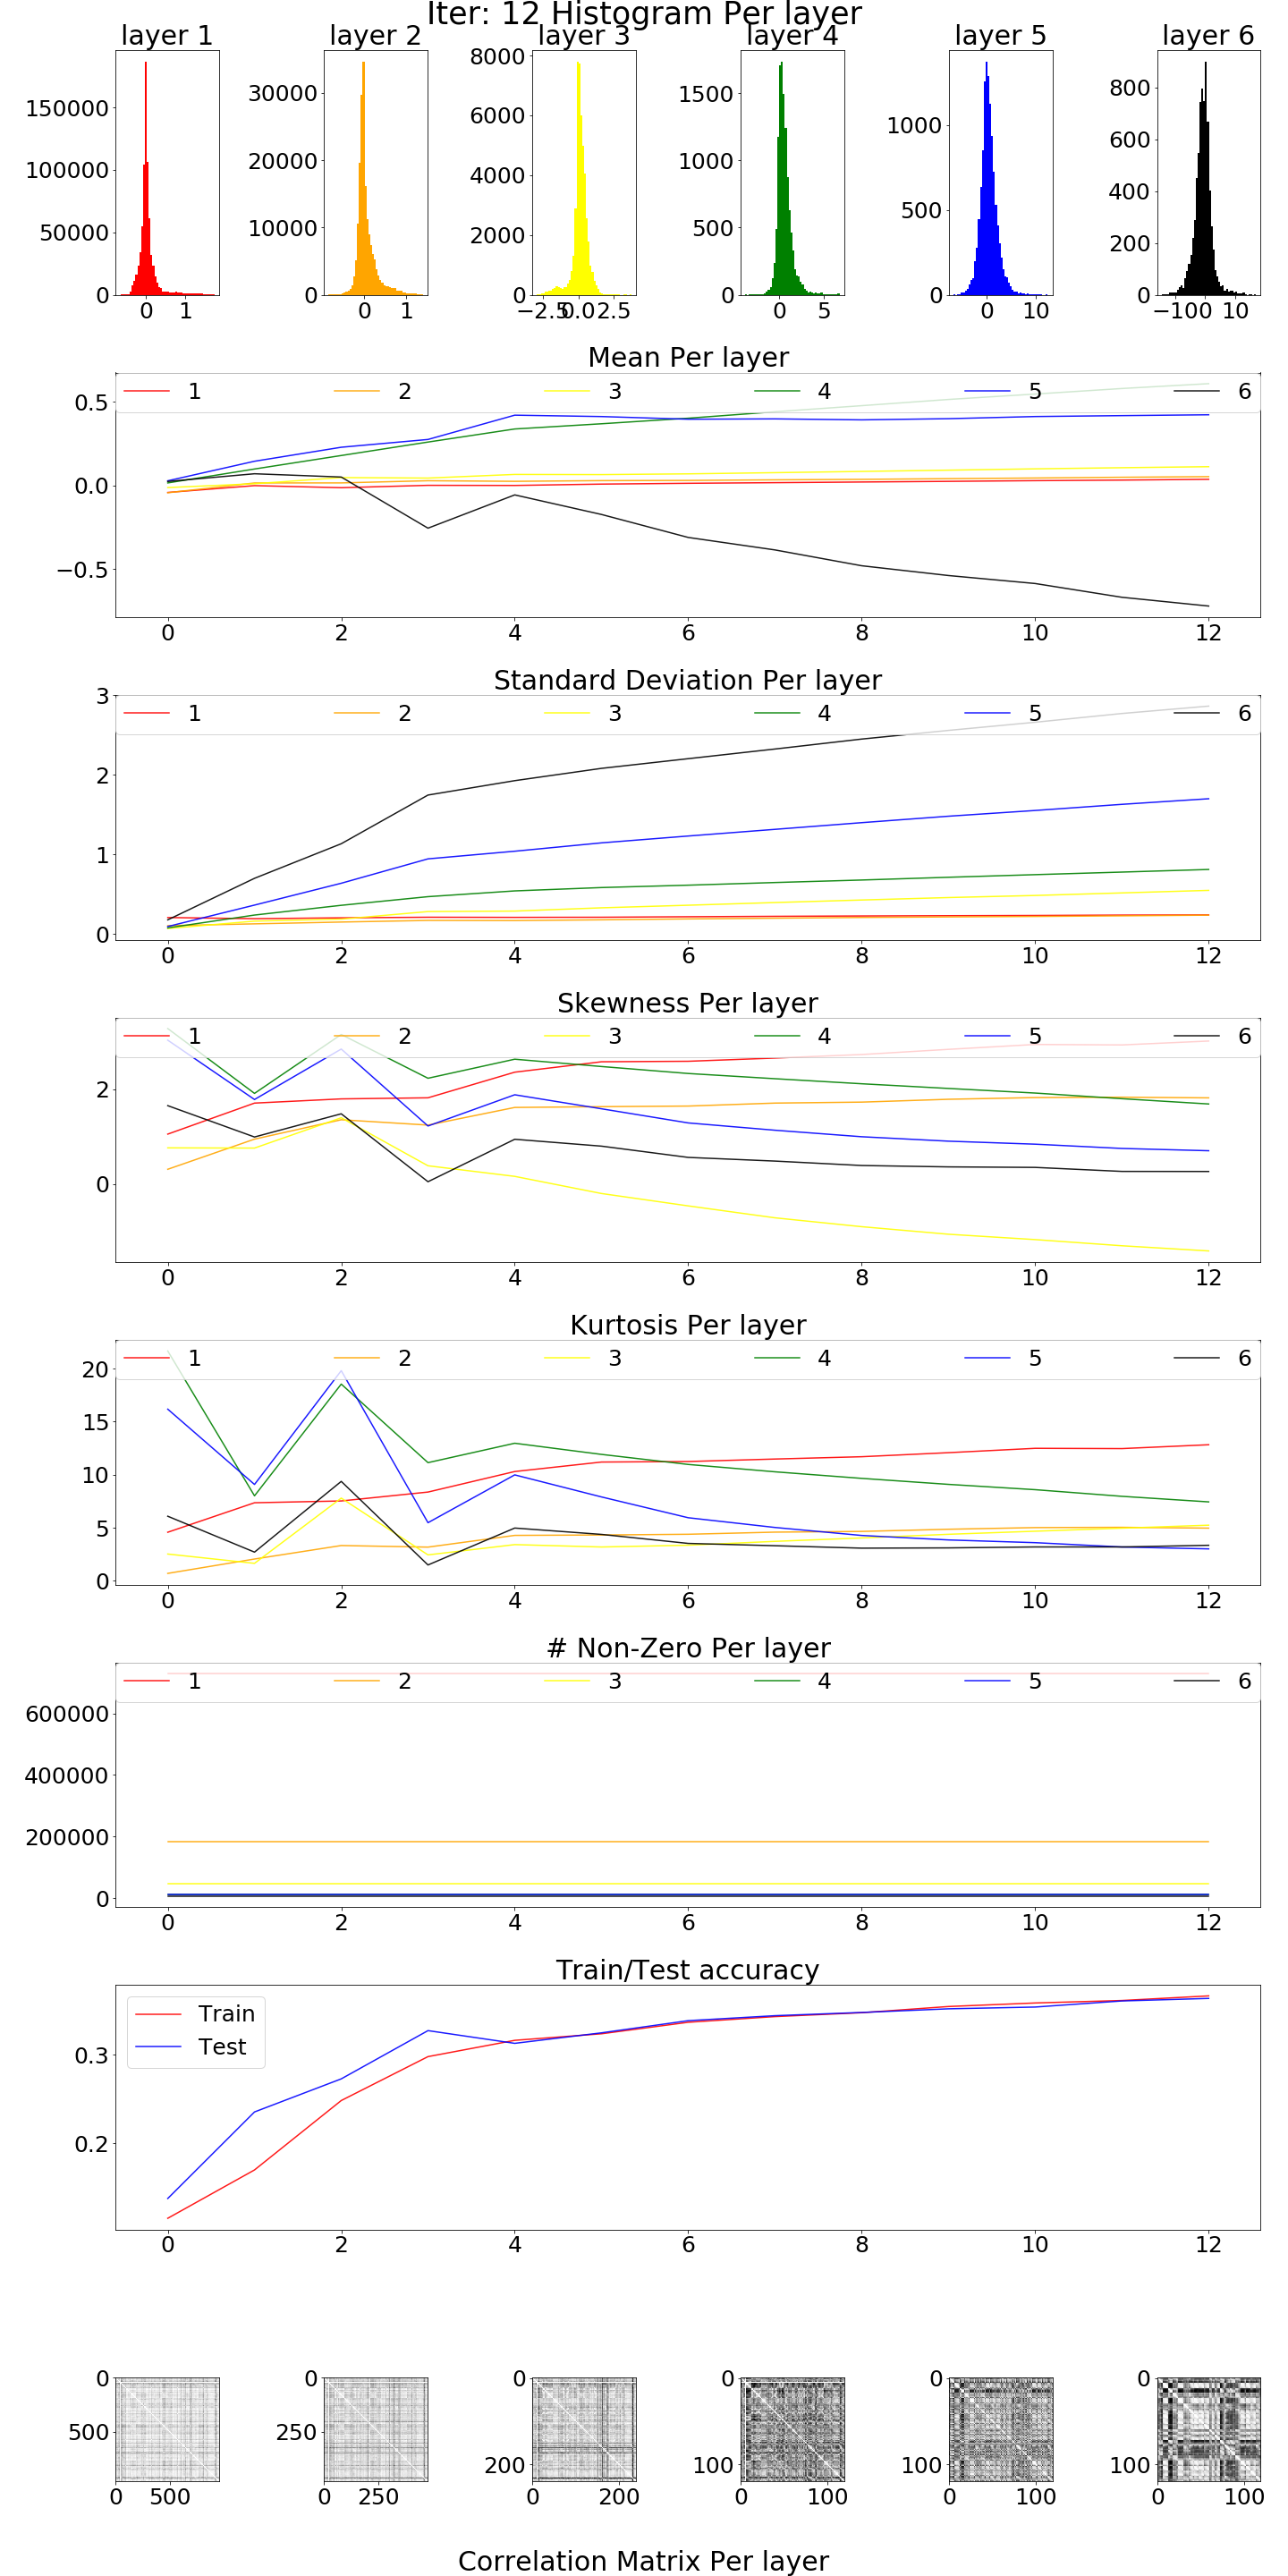 Iter: 12 Histogram Per layer
layer 1 layer 2 layer 3 layer 4 layer 5 layer 6
150000 100000 50000 0
0 1
30000 20000 10000 0
0 1
8000 6000 4000 2000 0
−2.5 0.0 2.5
1500 1000 500 0
0 5
1000 500 0
0 10
800 600 400 200 0
−10 0 10
Mean Per layer
1 2 3 4 5 6
0.5
0.0
−0.5
0 2 4 6 8 10 12
Standard Deviation Per layer
1 2 3 4 5 6
3
2
1
0
0 2 4 6 8 10 12
Skewness Per layer
1 2 3 4 5 6
2
0
0 2 4 6 8 10 12
Kurtosis Per layer
1 2 3 4 5 6
20
15
10
5
0
0 2 4 6 8 10 12
# Non-Zero Per layer
1 2 3 4 5 6
600000
400000
200000
0
0 2 4 6 8 10 12
Train/Test accuracy
Train
Test
0.3
0.2
0 2 4 6 8 10 12
0 500
0 500
0 250
0 250
0 200
0 200
0 100
0 100
0 100
0 100
0 100
0 100
Correlation Matrix Per layer